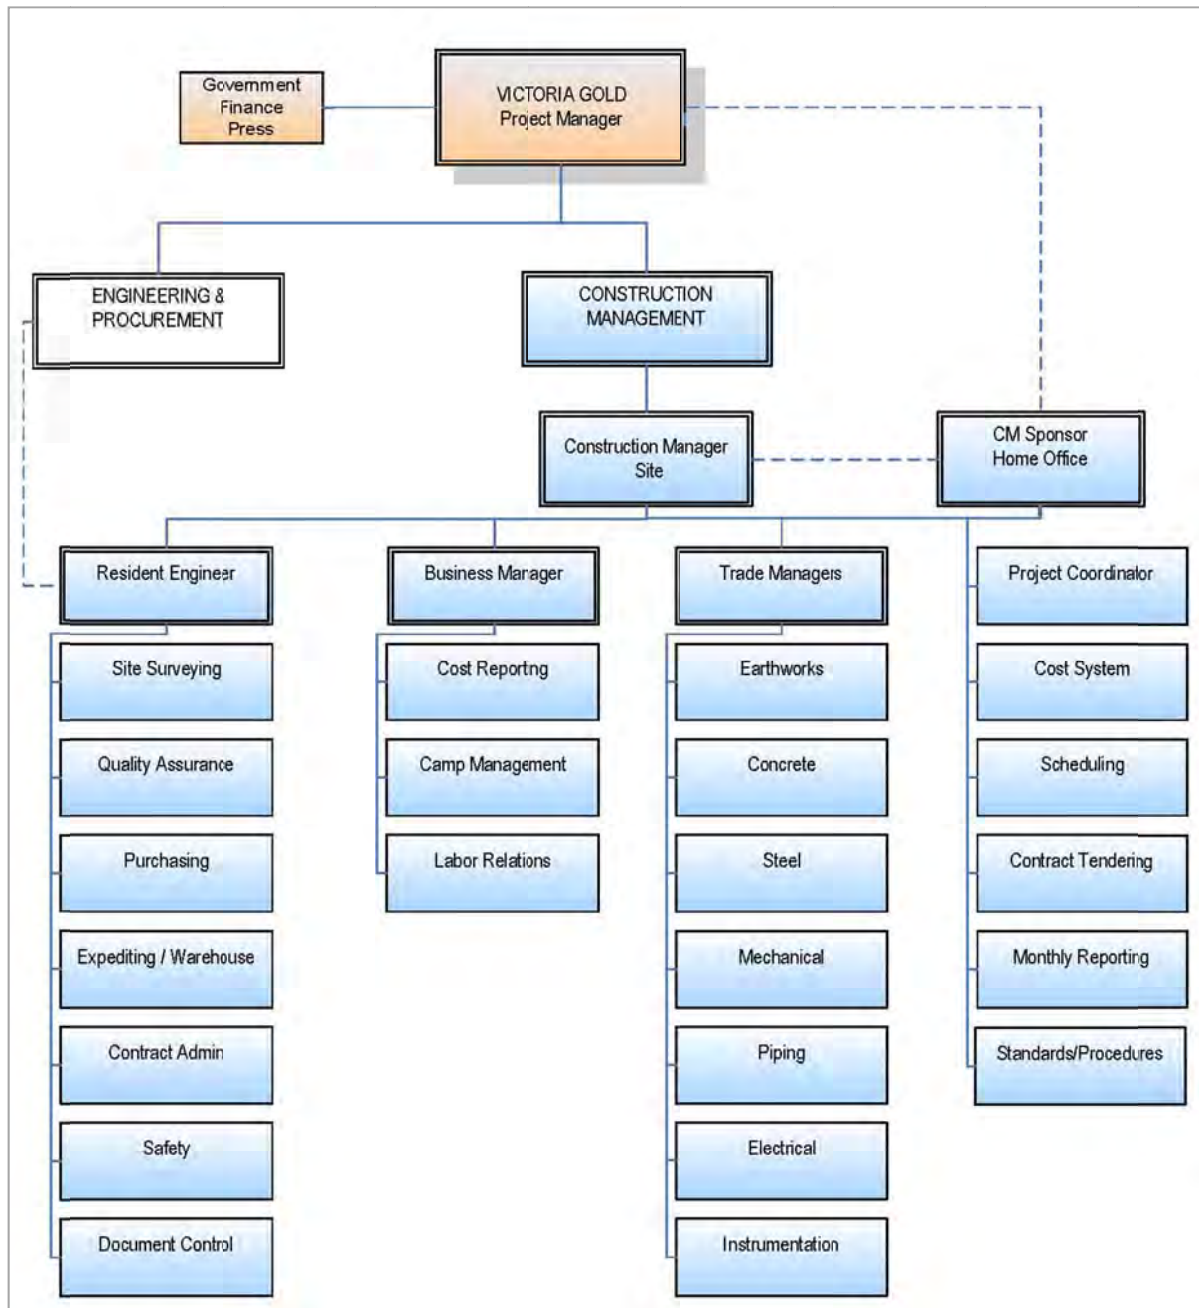 Government
Finance
Press
VICTORIA GOLD
Project Manager
ENGINEERING &
PROCUREMENT
CONSTRUCTION
MANAGEMENT
Construction Manager
Site
CM Sponsor
Home Office
Resident Engineer
Site Surveying
Quality Assurance
Purchasing
Expediting / Warehouse
Contract Admin
Safety
Document Control
Business Manager
Cost Reporting
Camp Management
Labor Relations
Trade Managers
Earthworks
Concrete
Steel
Mechanical
Piping
Electrical
Instrumentation
Project Coordinator
Cost System
Scheduling
Contract Tendering
Monthly Reporting
Standards/Procedures